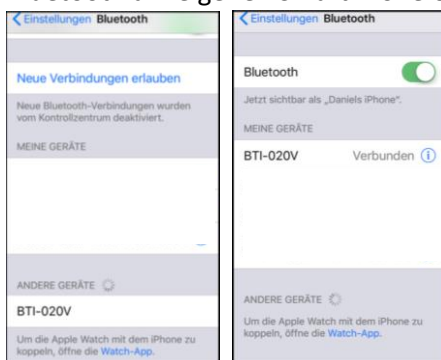 Einstellungen Bluetooth
Neue Verbindungen erlauben
Neue Bluetooth-Verbindungen wurden
vom Kontrollzentrum deaktiviert.
MEINE GERÄTE
ANDERE GERÄTE
BTI-020V
Um die Apple Watch mit dem iPhone zu
koppeln, öffne die Watch-App.
Einstellungen Bluetooth
Bluetooth
Jetzt sichtbar als „Daniels iPhone“.
MEINE GERÄTE
BTI-020V Verbunden
ANDERE GERÄTE
Um die Apple Watch mit dem iPhone zu
koppeln, öffne die Watch-App.